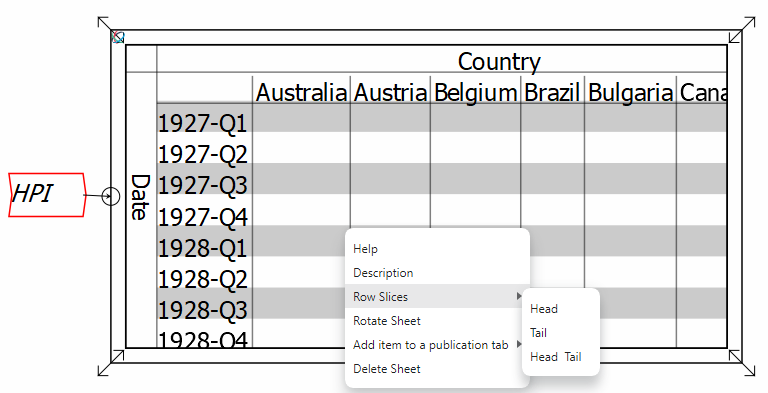 Country
Australia Austria Belgium Brazil Bulgaria Cana
Date
1927-Q1
1927-Q2
1927-Q3
1927-Q4
1928-Q1
1928-Q2
1928-Q3
1928-Q4
HPI
Help
Description
Row Slices
Rotate Sheet
Add item to a publication tab
Delete Sheet
Head
Tail
Head Tail